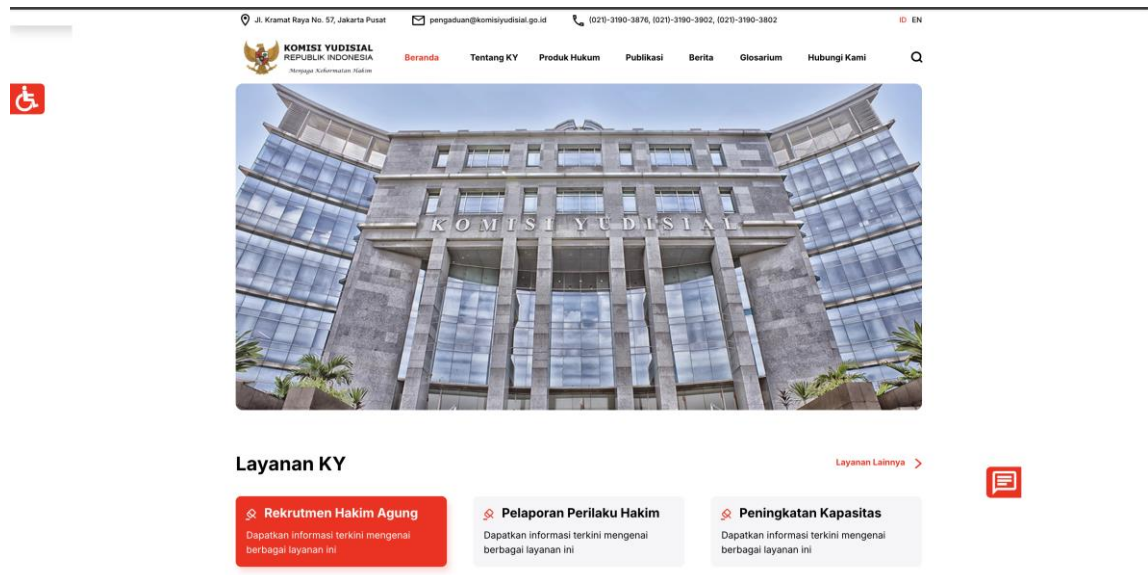 Jl. Kramat Raya No. 57, Jakarta Pusat
pengaduan@komisiyudisial.go.id
(021)-3190-3876, (021)-3190-3902, (021)-3190-3802
ID EN
KOMISI YUDISIAL
REPUBLIK INDONESIA
Menjaga Kehormatan Hakim
Beranda Tentang KY Produk Hukum Publikasi Berita Glosarium Hubungi Kami
KOMISI YUDISIAL
Layanan KY
Layanan Lainnya
Rekrutmen Hakim Agung
Dapatkan informasi terkini mengenai
berbagai layanan ini
Pelaporan Perilaku Hakim
Dapatkan informasi terkini mengenai
berbagai layanan ini
Peningkatan Kapasitas
Dapatkan informasi terkini mengenai
berbagai layanan ini